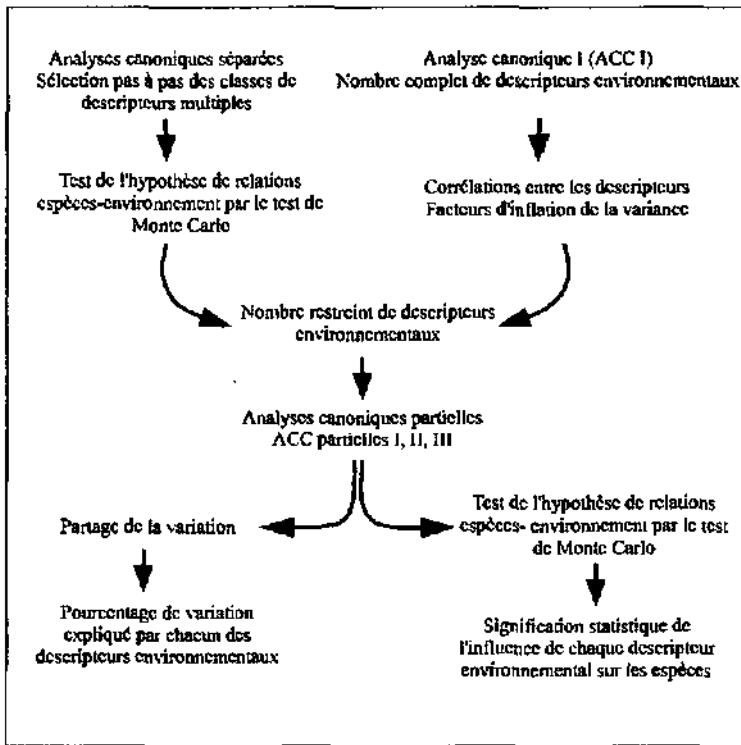 Analyses canoniques séparées
Sélection pas à pas des classes de
descripteurs multiples
Analyse canonique I (ACC I)
Nombre complet de descripteurs environnementaux
Test de l'hypothèse de relations
espèces-environnement par le test de
Monte Carlo
Corrélations entre les descripteurs
Facteurs d'inflation de la variance
Nombre restreint de descripteurs
environnementaux
Analyses canoniques partielles
ACC partielles I, II, III
Partage de la variation
Test de l'hypothèse de relations
espèces- environnement par le test
de Monte Carlo
Pourcentage de variation
expliqué par chacun des
descripteurs environnementaux
Signification statistique de
l'influence de chaque descripteur
environnemental sur les espèces